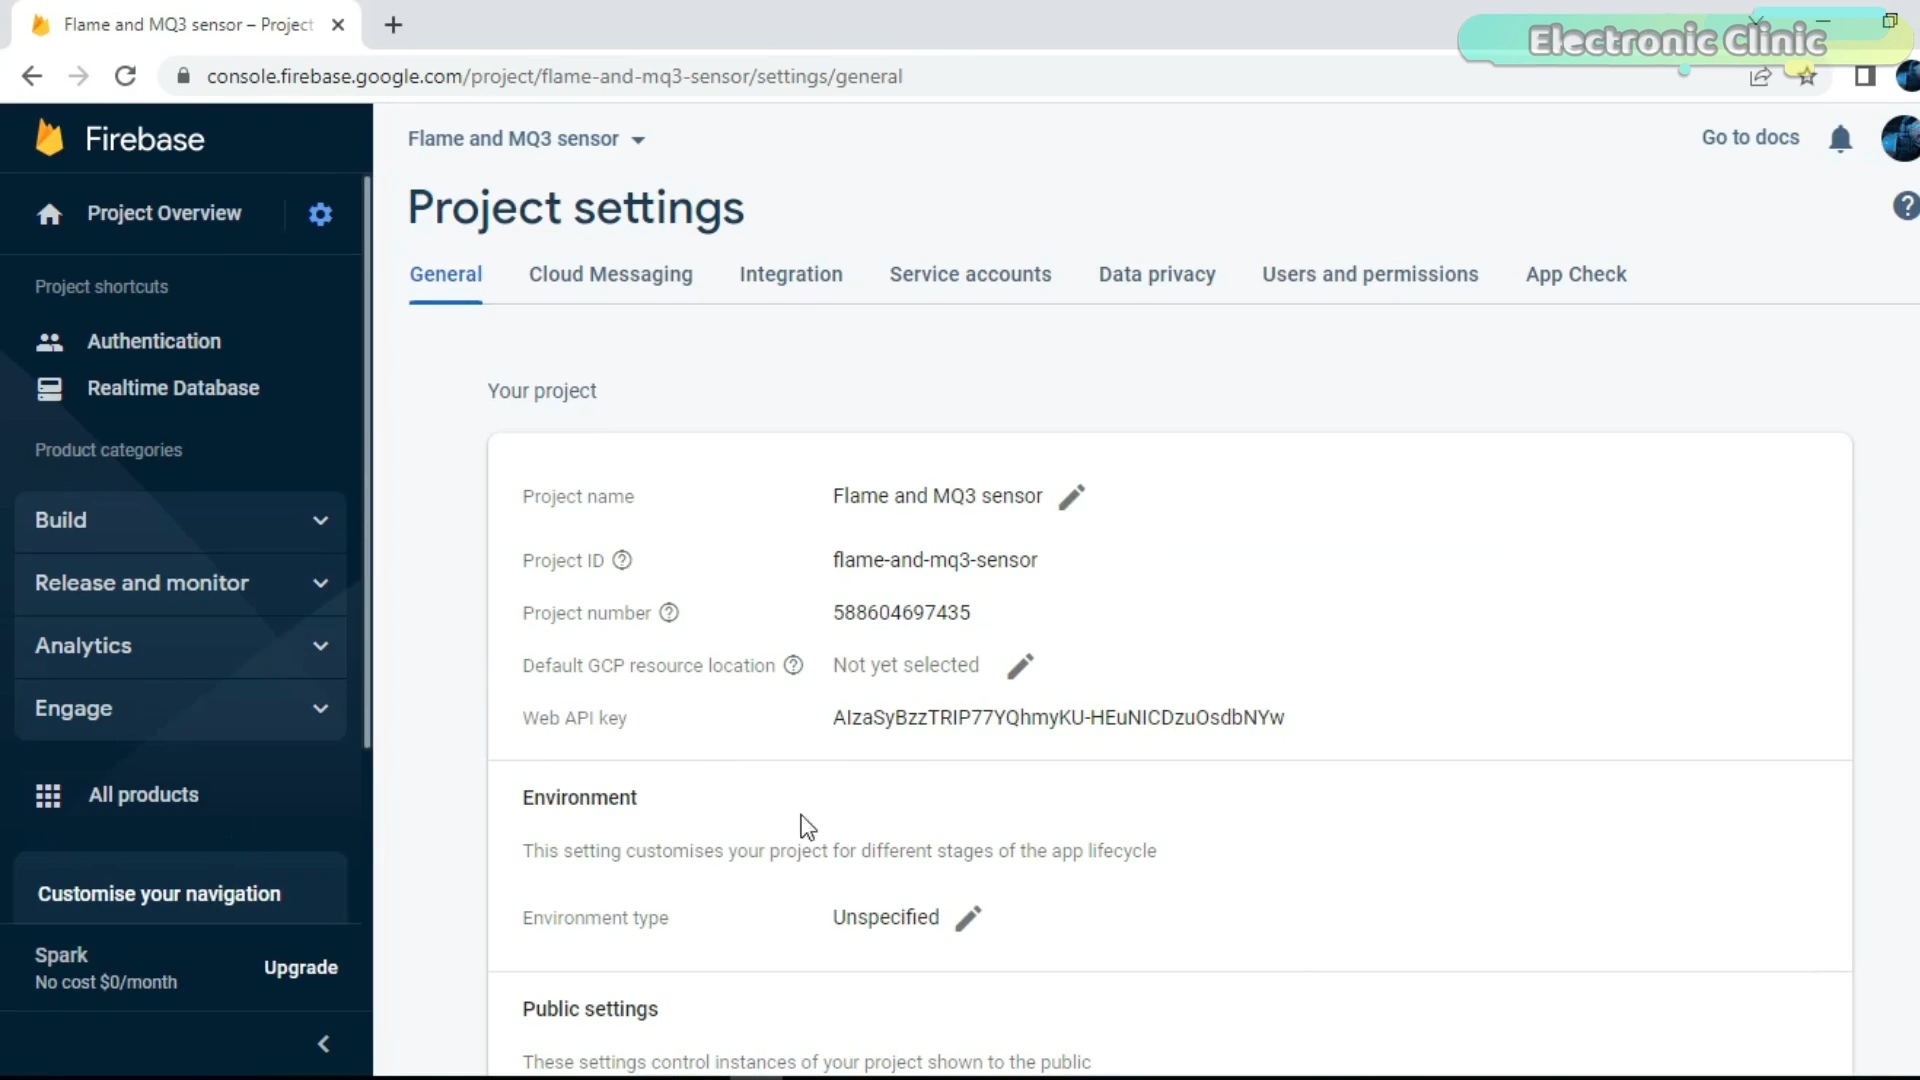 Flame and MQ3 sensor – Project
Electronic Clinic
console.firebase.google.com/project/flame-and-mq3-sensor/settings/general
Firebase
Flame and MQ3 sensor
Go to docs
Project Overview
Project settings
General Cloud Messaging Integration Service accounts Data privacy Users and permissions App Check
Project shortcuts
Authentication
Realtime Database
Product categories
Build
Release and monitor
Analytics
Engage
All products
Customise your navigation
Spark
No cost $0/month
Upgrade
Your project
Project name Flame and MQ3 sensor
Project ID flame-and-mq3-sensor
Project number 588604697435
Default GCP resource location Not yet selected
Web API key AIzaSyBzzTRIP77YQhmyKU-HEuNICDzuOsdbNYw
Environment
This setting customises your project for different stages of the app lifecycle
Environment type Unspecified
Public settings
These settings control instances of your project shown to the public